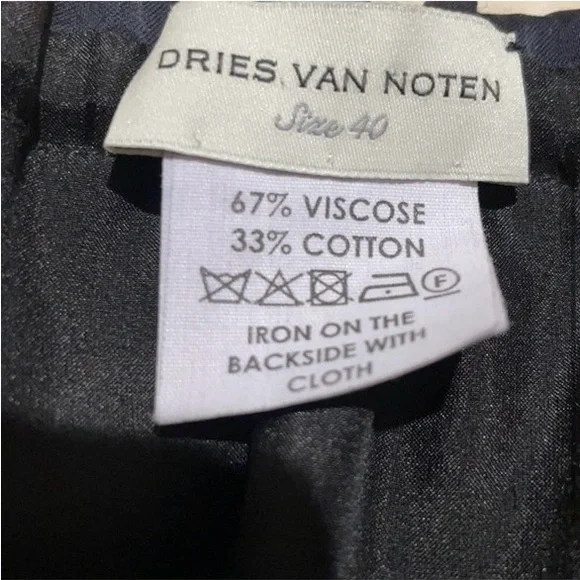 DRIES VAN NOTEN
Size 40
67% VISCOSE
33% COTTON
F
IRON ON THE
BACKSIDE WITH
CLOTH